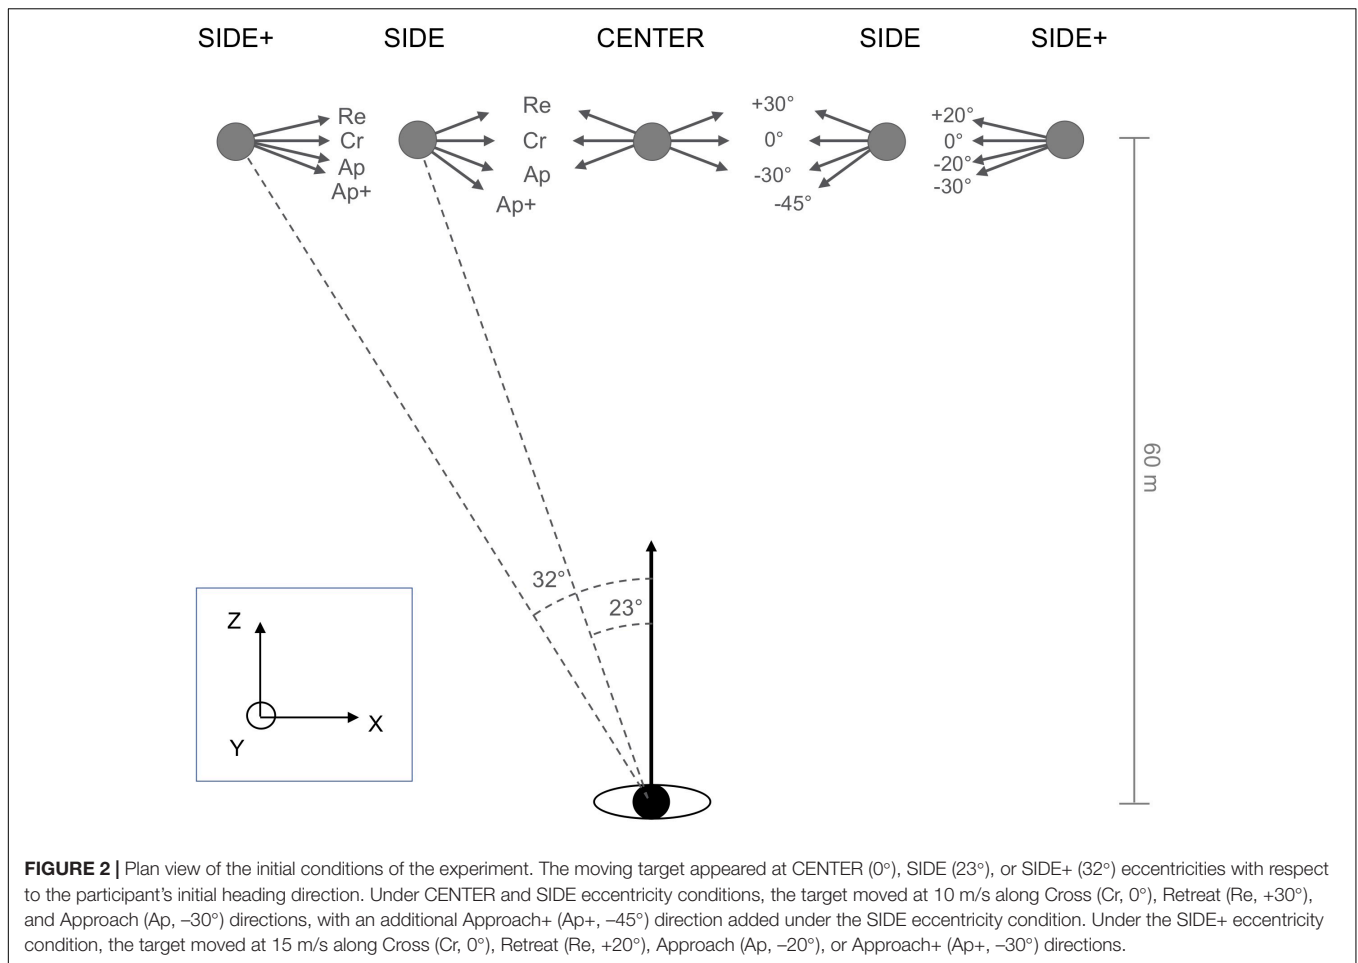 SIDE+ SIDE CENTER SIDE SIDE+
Re Re +30° +20°
Cr Cr 0° 0°
Ap Ap -30° -20°
Ap+ Ap+ -45° -30°
60 m
32°
23°
Z
X
Y
FIGURE 2 | Plan view of the initial conditions of the experiment. The moving target appeared at CENTER (0°), SIDE (23°), or SIDE+ (32°) eccentricities with respect
to the participant's initial heading direction. Under CENTER and SIDE eccentricity conditions, the target moved at 10 m/s along Cross (Cr, 0°), Retreat (Re, +30°),
and Approach (Ap, –30°) directions, with an additional Approach+ (Ap+, –45°) direction added under the SIDE eccentricity condition. Under the SIDE+ eccentricity
condition, the target moved at 15 m/s along Cross (Cr, 0°), Retreat (Re, +20°), Approach (Ap, –20°), or Approach+ (Ap+, –30°) directions.